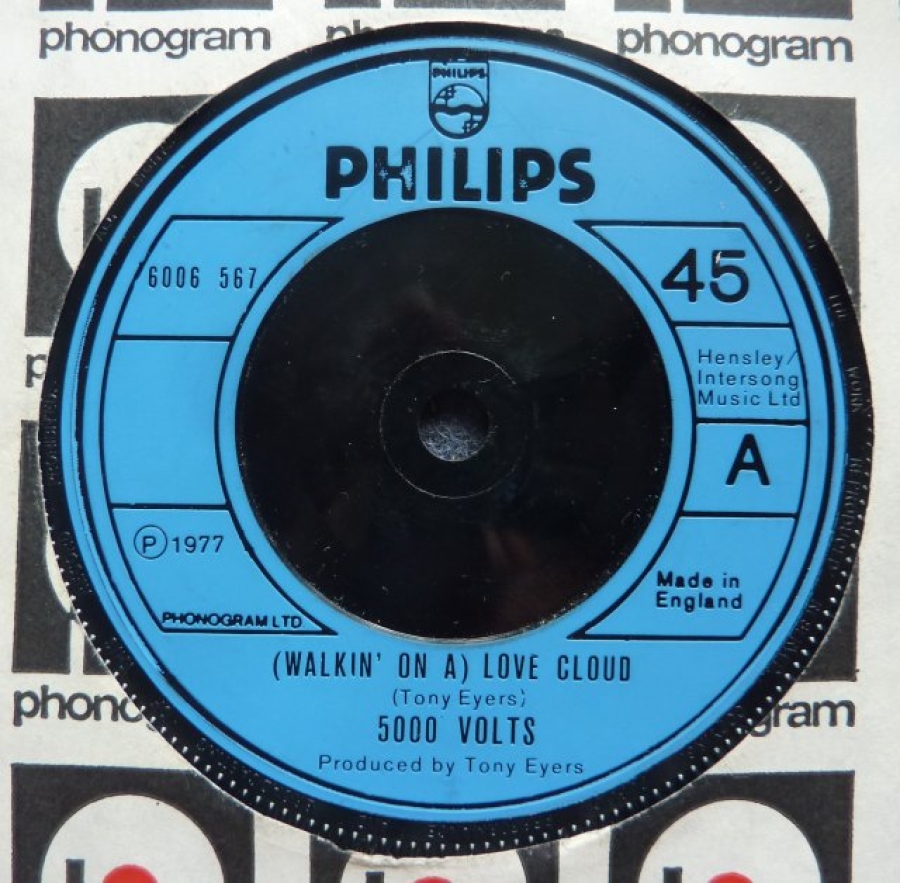 phonogram
phonogram
PHILIPS
PHILIPS
6006 567
45
Hensley/
Intersong
Music Ltd
A
Ⓟ 1977
Made in
England
PHONOGRAM LTD
(WALKIN' ON A) LOVE CLOUD
(Tony Eyers)
5000 VOLTS
Produced by Tony Eyers